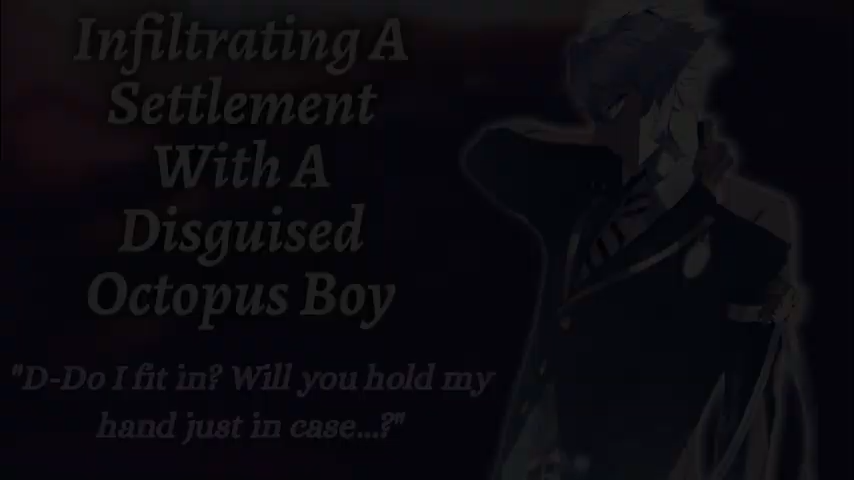 Infiltrating A
Settlement
With A
Disguised
Octopus Boy
"D-Do I fit in? Will you hold my
hand just in case...?"